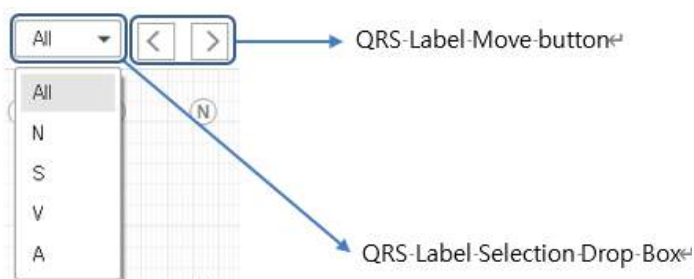 All
QRS-Label-Move-button↵
All
N
N
S
V
A
QRS-Label-Selection-Drop-Box↵